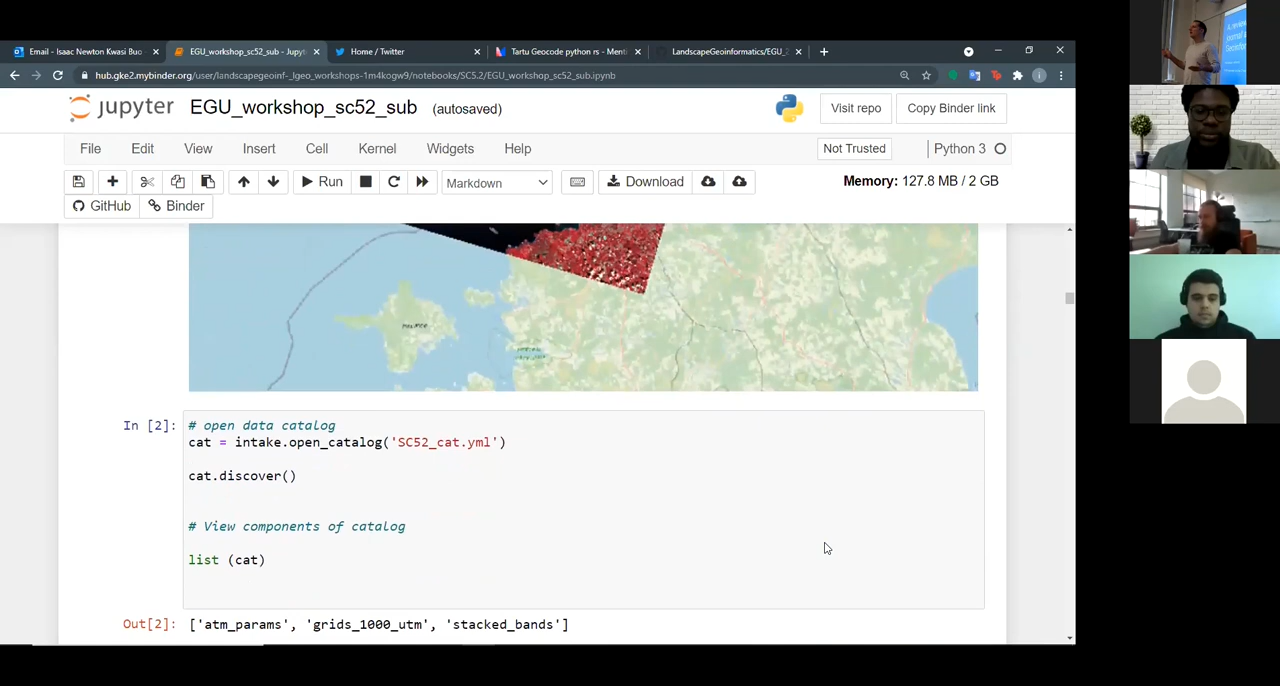 Email - Isaac Newton Kwasi Buo -
EGU_workshop_sc52_sub - Jupyt
Home / Twitter
Tartu Geocode python rs - Menti
LandscapeGeoinformatics/EGU_2
hub.gke2.mybinder.org/user/landscapegeoinf-_lgeo_workshops-1m4kogw9/notebooks/SC5.2/EGU_workshop_sc52_sub.ipynb
jupyter EGU_workshop_sc52_sub (autosaved)
Visit repo
Copy Binder link
File Edit View Insert Cell Kernel Widgets Help
Not Trusted
Python 3
Run
Markdown
Download
Memory: 127.8 MB / 2 GB
GitHub
Binder
In [2]:
# open data catalog
cat = intake.open_catalog('SC52_cat.yml')
cat.discover()
# View components of catalog
list (cat)
Out[2]: ['atm_params', 'grids_1000_utm', 'stacked_bands']